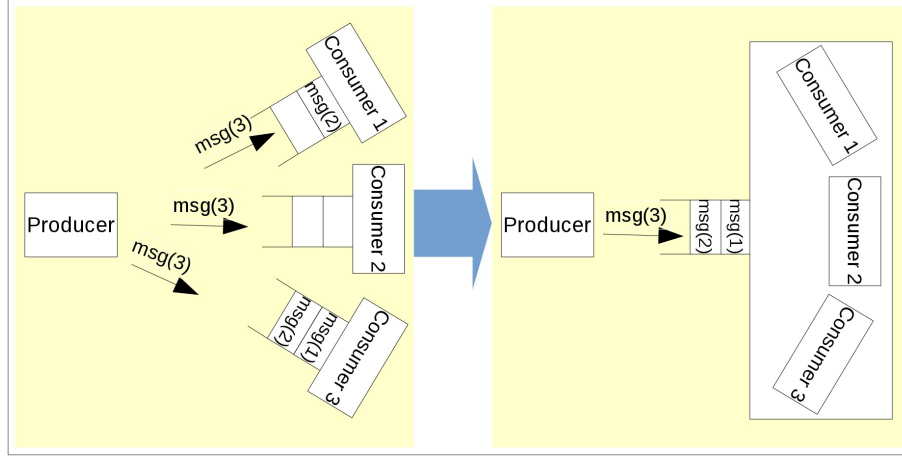 Producer
msg(3)
msg(2)
Consumer 1
msg(3)
Consumer 2
msg(3)
msg(2)
msg(1)
Consumer 3
Producer
msg(3)
msg(2)
msg(1)
Consumer 1
Consumer 2
Consumer 3